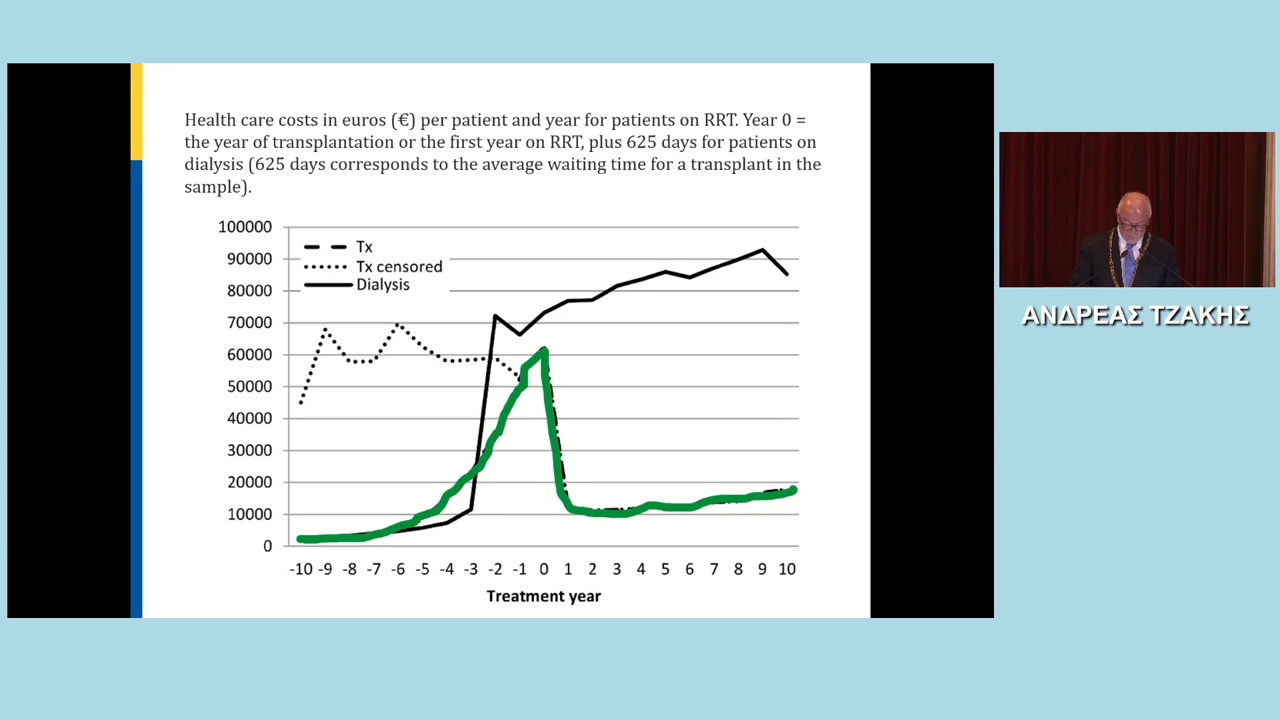 Health care costs in euros (€) per patient and year for patients on RRT. Year 0 =
the year of transplantation or the first year on RRT, plus 625 days for patients on
dialysis (625 days corresponds to the average waiting time for a transplant in the
sample).
100000
90000
80000
70000
60000
50000
40000
30000
20000
10000
0
Tx
Tx censored
Dialysis
-10 -9 -8 -7 -6 -5 -4 -3 -2 -1 0 1 2 3 4 5 6 7 8 9 10
Treatment year
ΑΝΔΡΕΑΣ ΤΖΑΚΗΣ